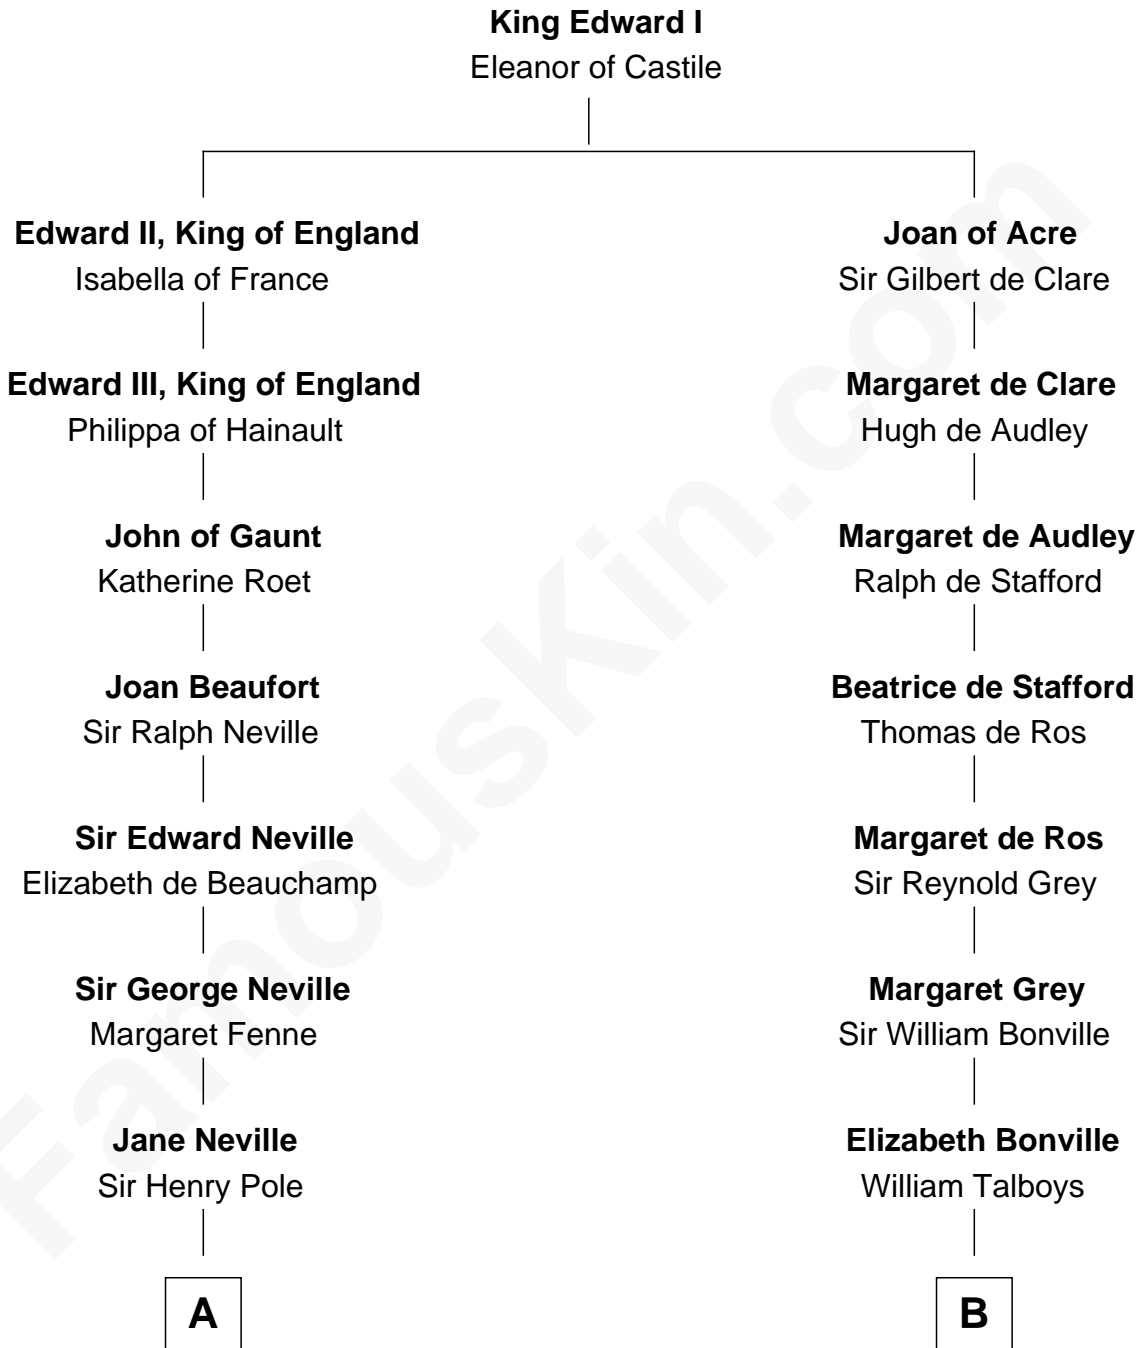 King Edward I
Eleanor of Castile
Edward II, King of England
Isabella of France
Joan of Acre
Sir Gilbert de Clare
Edward III, King of England
Philippa of Hainault
Margaret de Clare
Hugh de Audley
John of Gaunt
Katherine Roet
Margaret de Audley
Ralph de Stafford
Joan Beaufort
Sir Ralph Neville
Beatrice de Stafford
Thomas de Ros
Sir Edward Neville
Elizabeth de Beauchamp
Margaret de Ros
Sir Reynold Grey
Sir George Neville
Margaret Fenne
Margaret Grey
Sir William Bonville
Jane Neville
Sir Henry Pole
Elizabeth Bonville
William Talboys
A
B
FamousKin.com